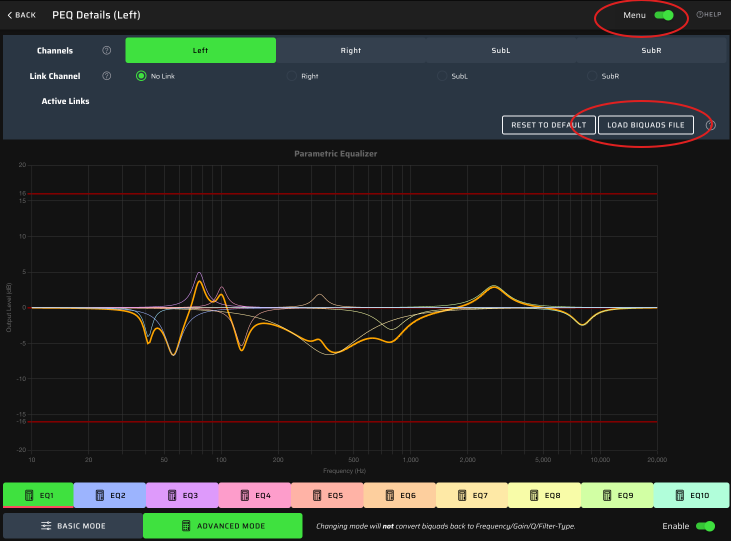 BACK PEQ Details (Left) Menu HELP
Channels ? Left Right SubL SubR
Link Channel ? No Link Right SubL SubR
Active Links
RESET TO DEFAULT LOAD BIQUADS FILE ?
Parametric Equalizer
20
16
15
10
5
0
-5
-10
-15
-16
-20
Output Level (dB)
10 20 50 100 200 500 1,000 2,000 5,000 10,000 20,000
Frequency (Hz)
EQ1 EQ2 EQ3 EQ4 EQ5 EQ6 EQ7 EQ8 EQ9 EQ10
BASIC MODE ADVANCED MODE Changing mode will not convert biquads back to Frequency/Gain/Q/Filter-Type. Enable